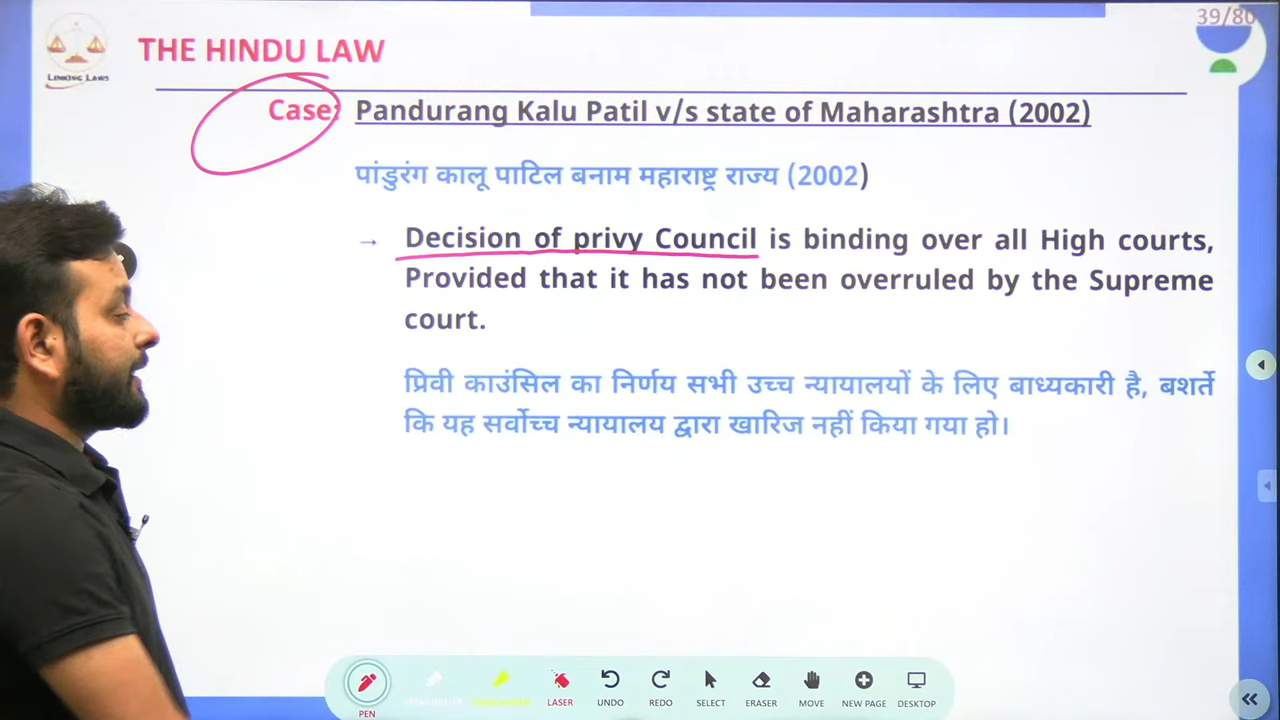 39/80
THE HINDU LAW
LINKING LAWS
Case: Pandurang Kalu Patil v/s state of Maharashtra (2002)
पांडुरंग कालू पाटिल बनाम महाराष्ट्र राज्य (2002)
→ Decision of privy Council is binding over all High courts,
Provided that it has not been overruled by the Supreme
court.
प्रिवी काउंसिल का निर्णय सभी उच्च न्यायालयों के लिए बाध्यकारी है, बशर्ते
कि यह सर्वोच्च न्यायालय द्वारा खारिज नहीं किया गया हो।
PEN
LASER
UNDO
REDO
SELECT
ERASER
MOVE
NEW PAGE
DESKTOP